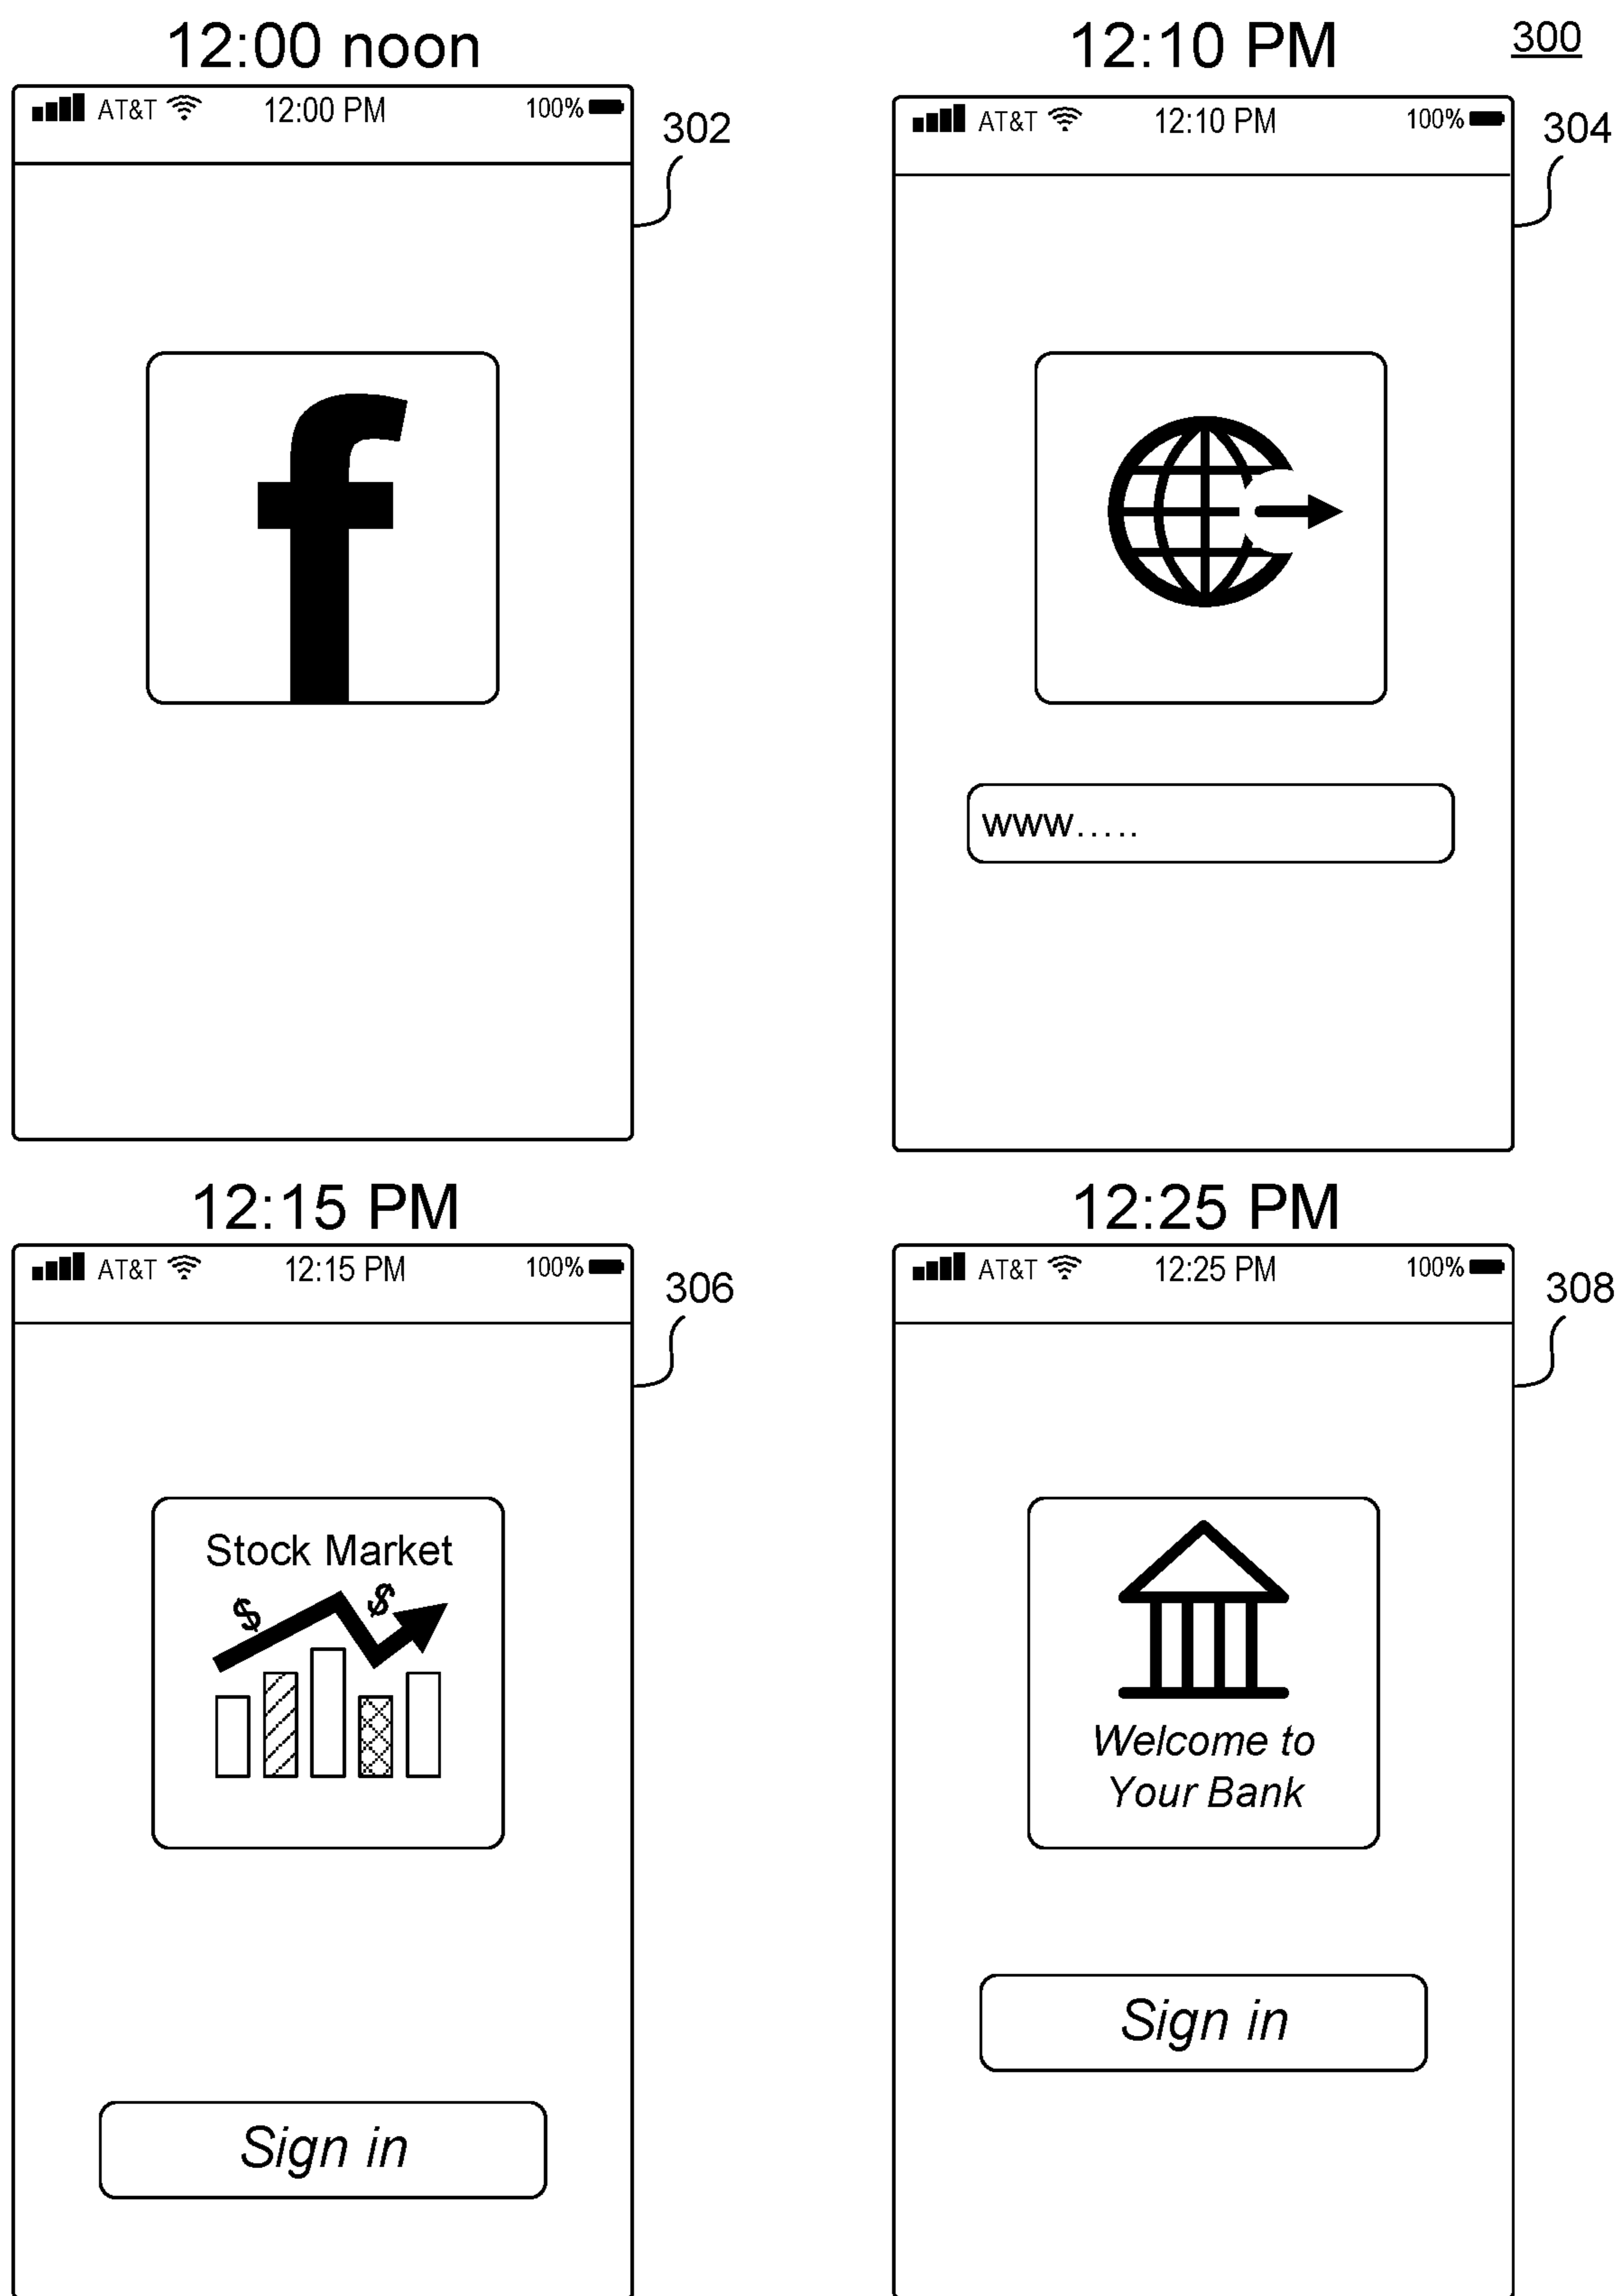 12:00 noon
12:10 PM
300
AT&T 12:00 PM 100%
302
AT&T 12:10 PM 100%
304
f
www.....
12:15 PM
12:25 PM
AT&T 12:15 PM 100%
306
AT&T 12:25 PM 100%
308
Stock Market
$ $
Welcome to
Your Bank
Sign in
Sign in